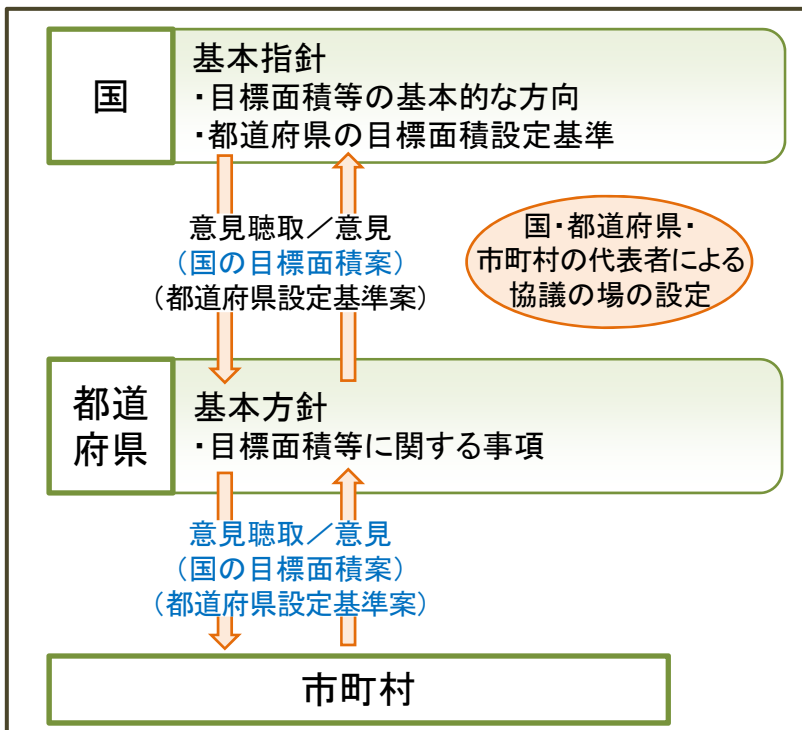 国
基本指針
・目標面積等の基本的な方向
・都道府県の目標面積設定基準
意見聴取／意見
（国の目標面積案）
（都道府県設定基準案）
国・都道府県・
市町村の代表者による
協議の場の設定
都道
府県
基本方針
・目標面積等に関する事項
意見聴取／意見
（国の目標面積案）
（都道府県設定基準案）
市町村